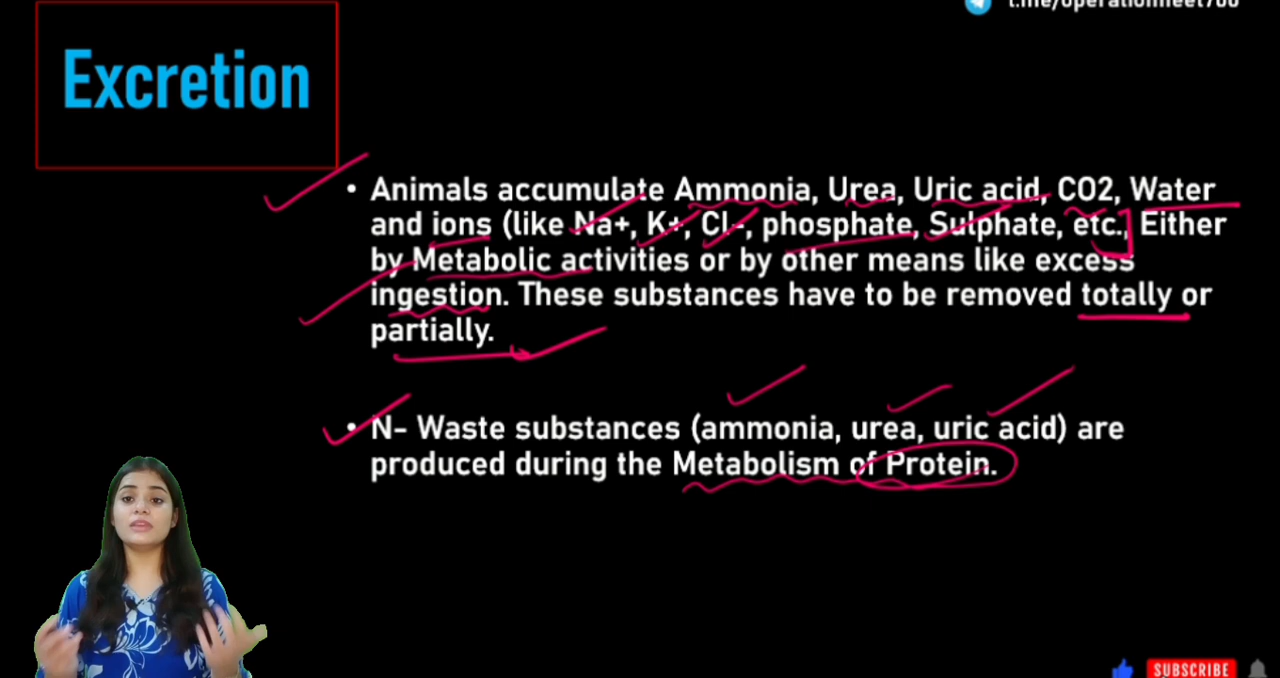 t.me/operationneet700
Excretion
• Animals accumulate Ammonia, Urea, Uric acid, CO2, Water
and ions (like Na+, K+, Cl-, phosphate, Sulphate, etc., Either
by Metabolic activities or by other means like excess
ingestion. These substances have to be removed totally or
partially.
• N- Waste substances (ammonia, urea, uric acid) are
produced during the Metabolism of Protein.
SUBSCRIBE